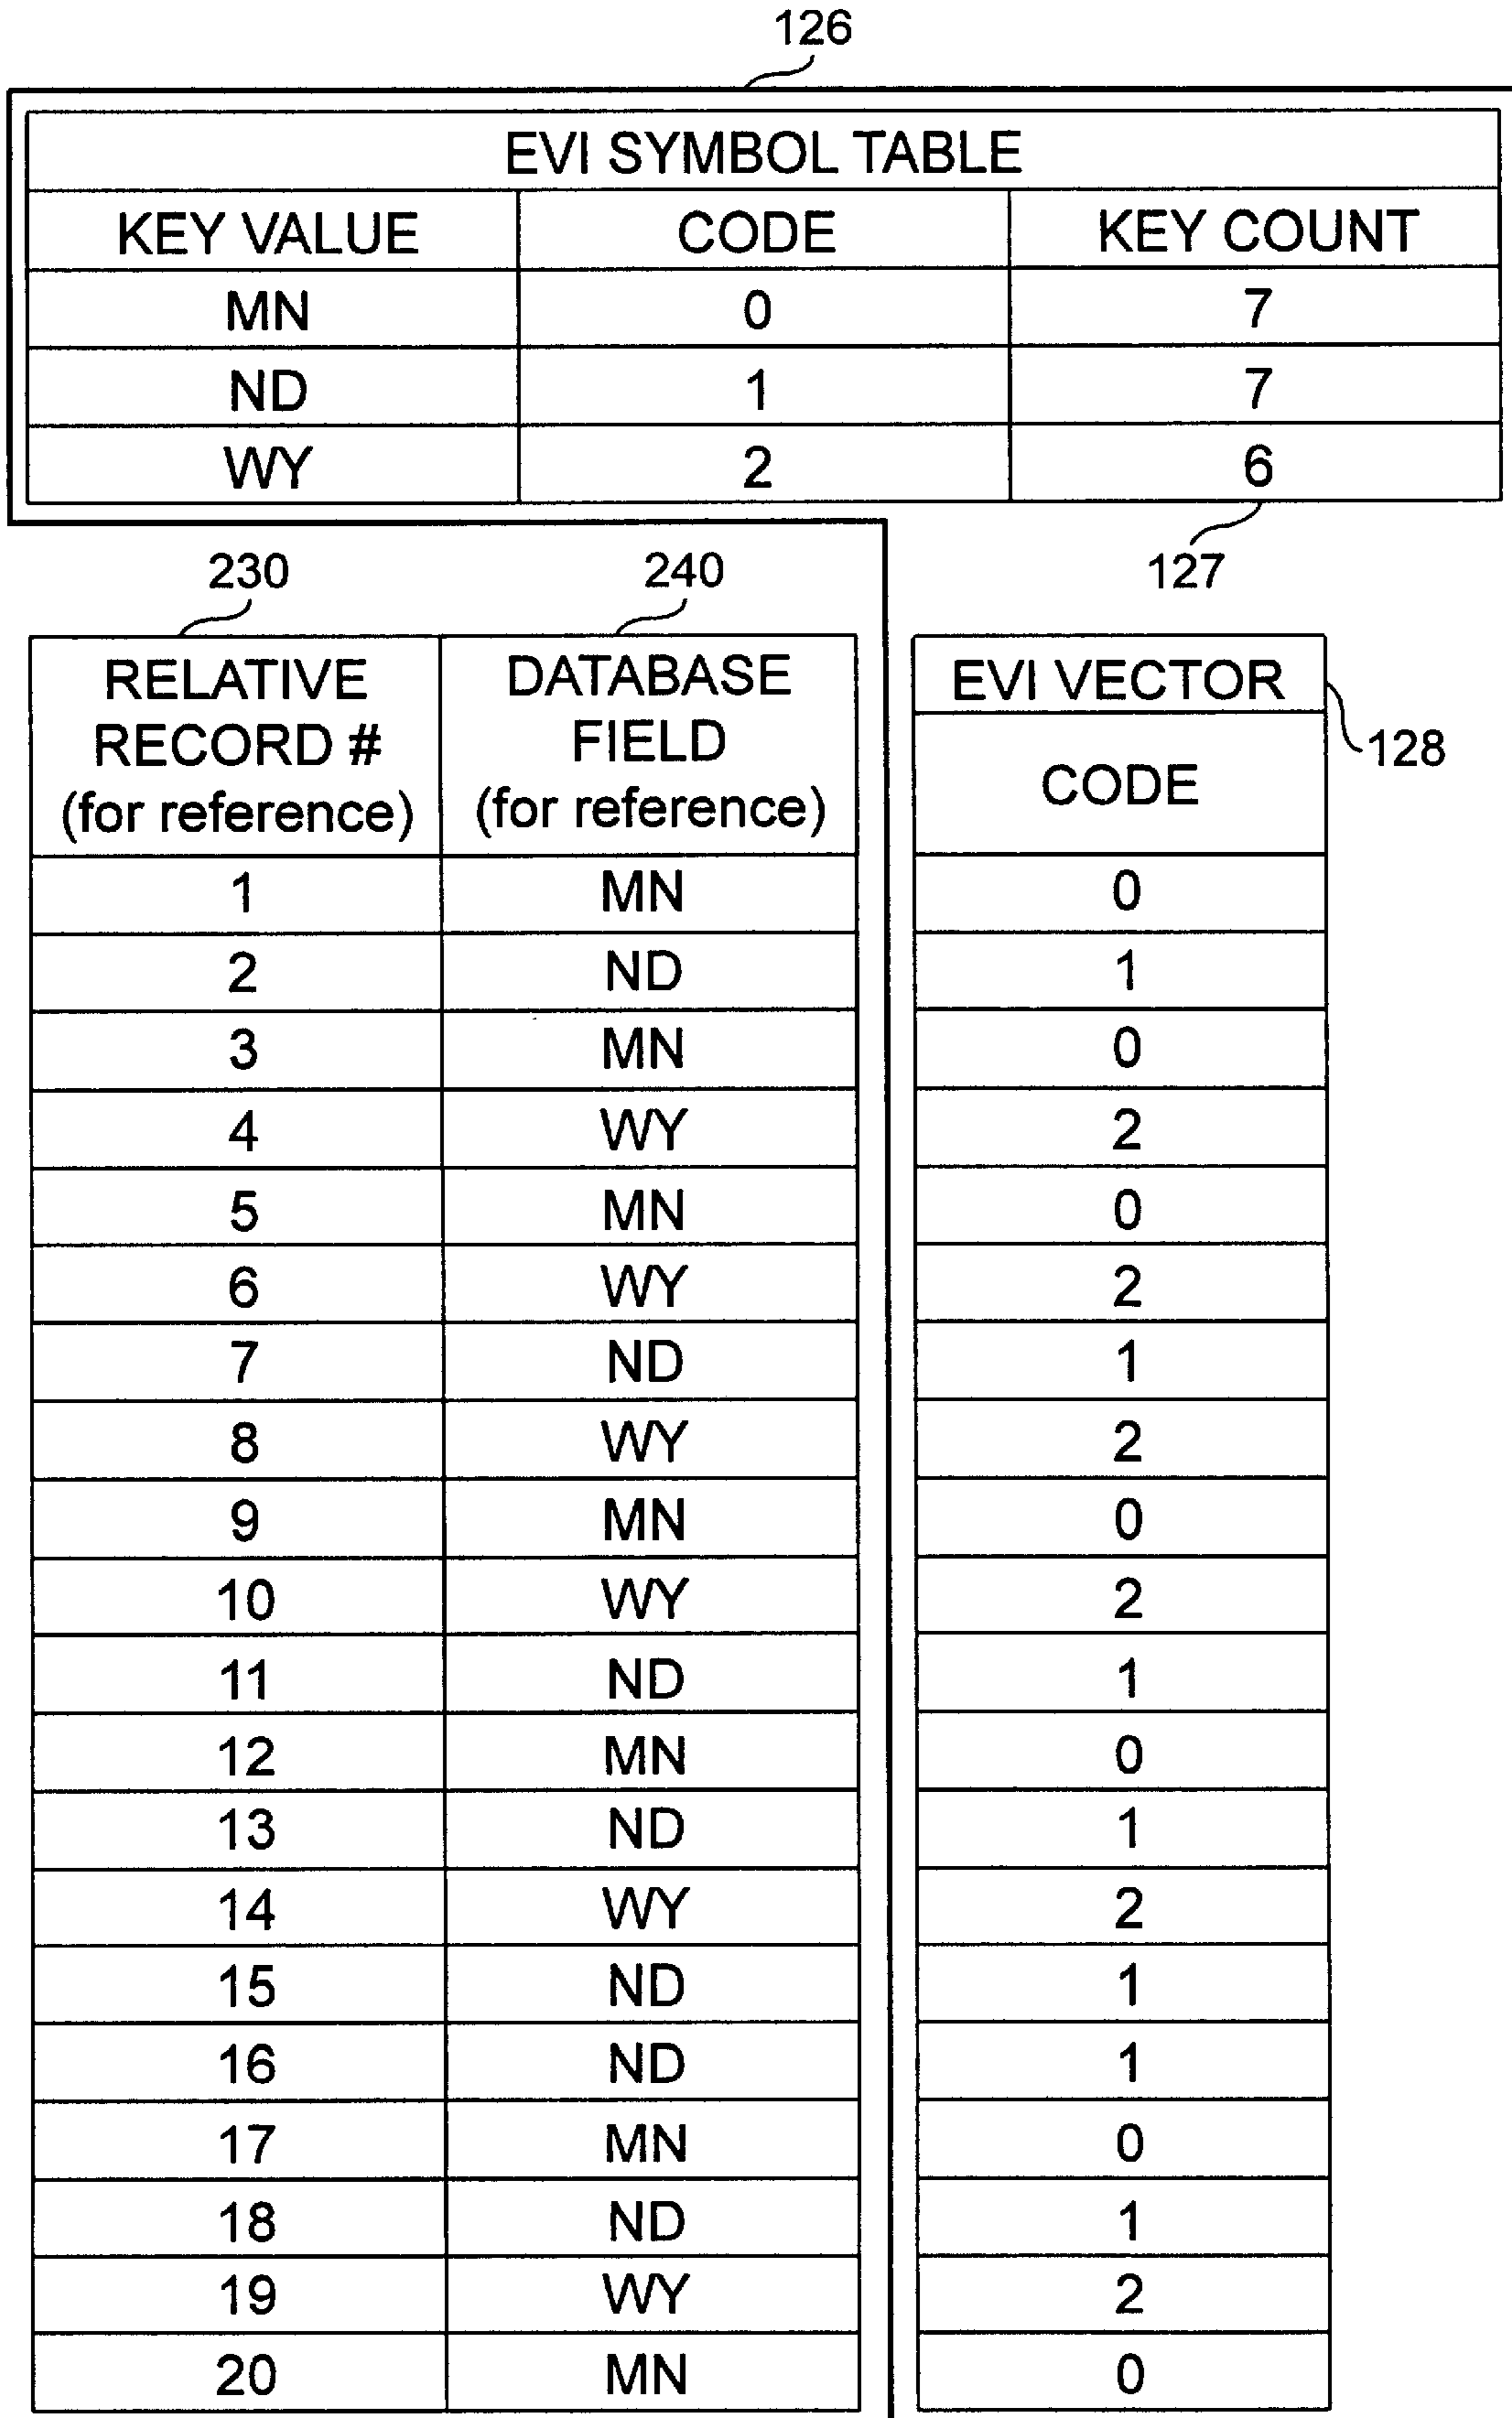 126
EVI SYMBOL TABLE
KEY VALUE CODE KEY COUNT
MN 0 7
ND 1 7
WY 2 6
127
230 240
RELATIVE RECORD # (for reference) DATABASE FIELD (for reference) EVI VECTOR CODE
128
1 MN 0
2 ND 1
3 MN 0
4 WY 2
5 MN 0
6 WY 2
7 ND 1
8 WY 2
9 MN 0
10 WY 2
11 ND 1
12 MN 0
13 ND 1
14 WY 2
15 ND 1
16 ND 1
17 MN 0
18 ND 1
19 WY 2
20 MN 0